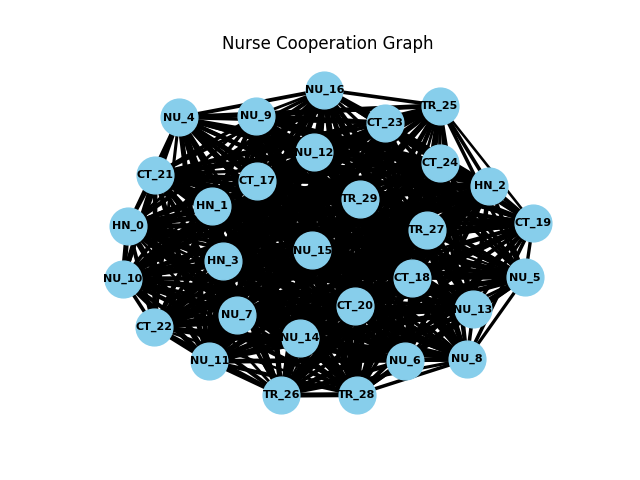 Nurse Cooperation Graph
NU_16
TR_25
NU_4
NU_9
CT_23
NU_12
CT_24
CT_21
CT_17
HN_2
TR_29
HN_1
CT_19
HN_0
TR_27
NU_15
HN_3
NU_10
CT_18
NU_5
CT_20
NU_13
NU_7
CT_22
NU_14
NU_11
NU_6
NU_8
TR_26
TR_28